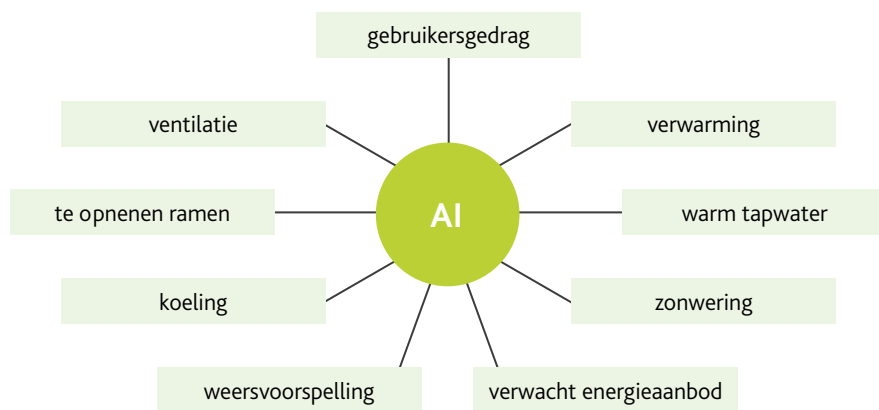 gebruikersgedrag
ventilatie
verwarming
te opnenen ramen
AI
warm tapwater
koeling
zonwering
weersvoorspelling
verwacht energieaanbod